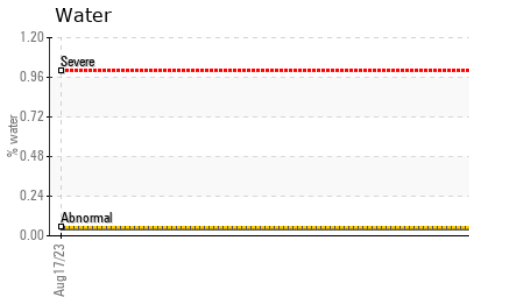 Water
1.20
Severe
0.96
0.72
% water
0.48
0.24
Abnormal
0.00
Aug17/23